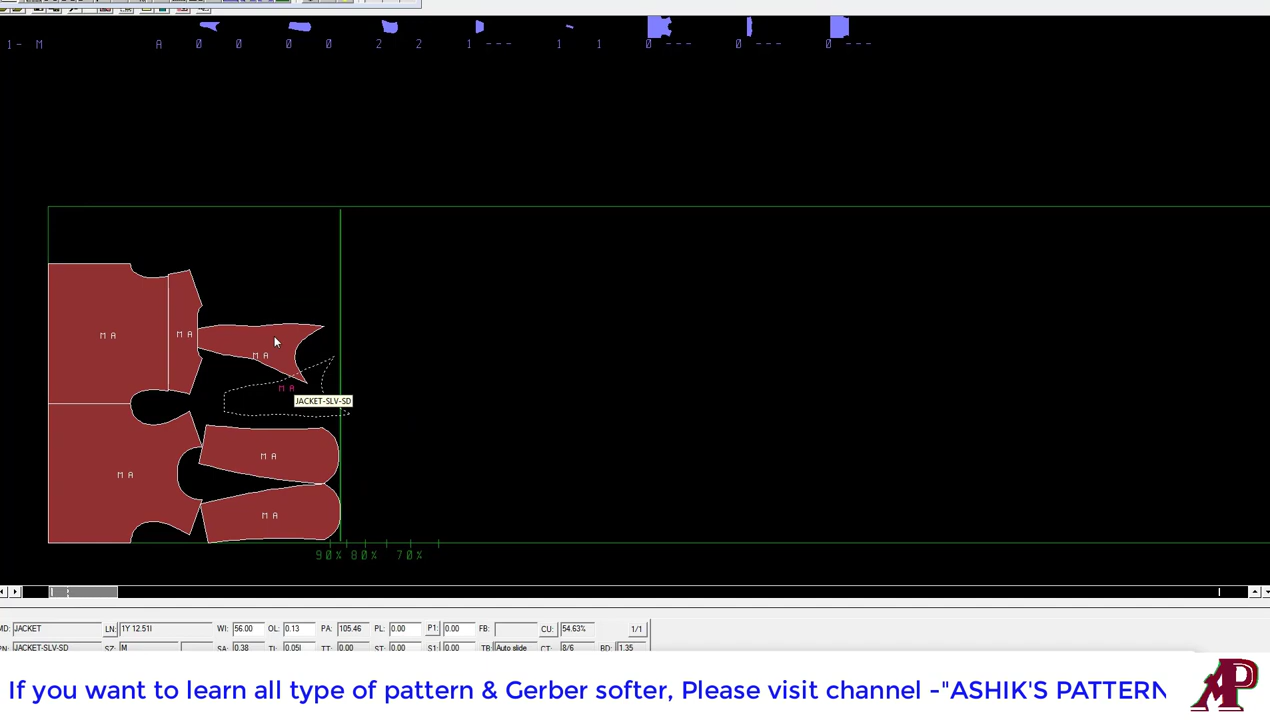 1- M A 0 0 0 0 2 2 1 --- 1 1 0 --- 0 --- 0 ---
M A
M A
M A
M A
JACKET-SLV-SD
M A
M A
M A
90% 80% 70%
MD: JACKET LN: 1Y 12.51I WI: 56.00 OL: 0.13 PA: 105.46 PL: 0.00 P1: 0.00 FB: CU: 54.63% 1/1
PN: JACKET-SLV-SD SZ: M SA: 0.38 TI: 0.05I TT: 0.00 ST: 0.00 S1: 0.00 TB: Auto slide CT: 8/6 BD: 1.35
If you want to learn all type of pattern & Gerber softer, Please visit channel -"ASHIK'S PATTERN
AP